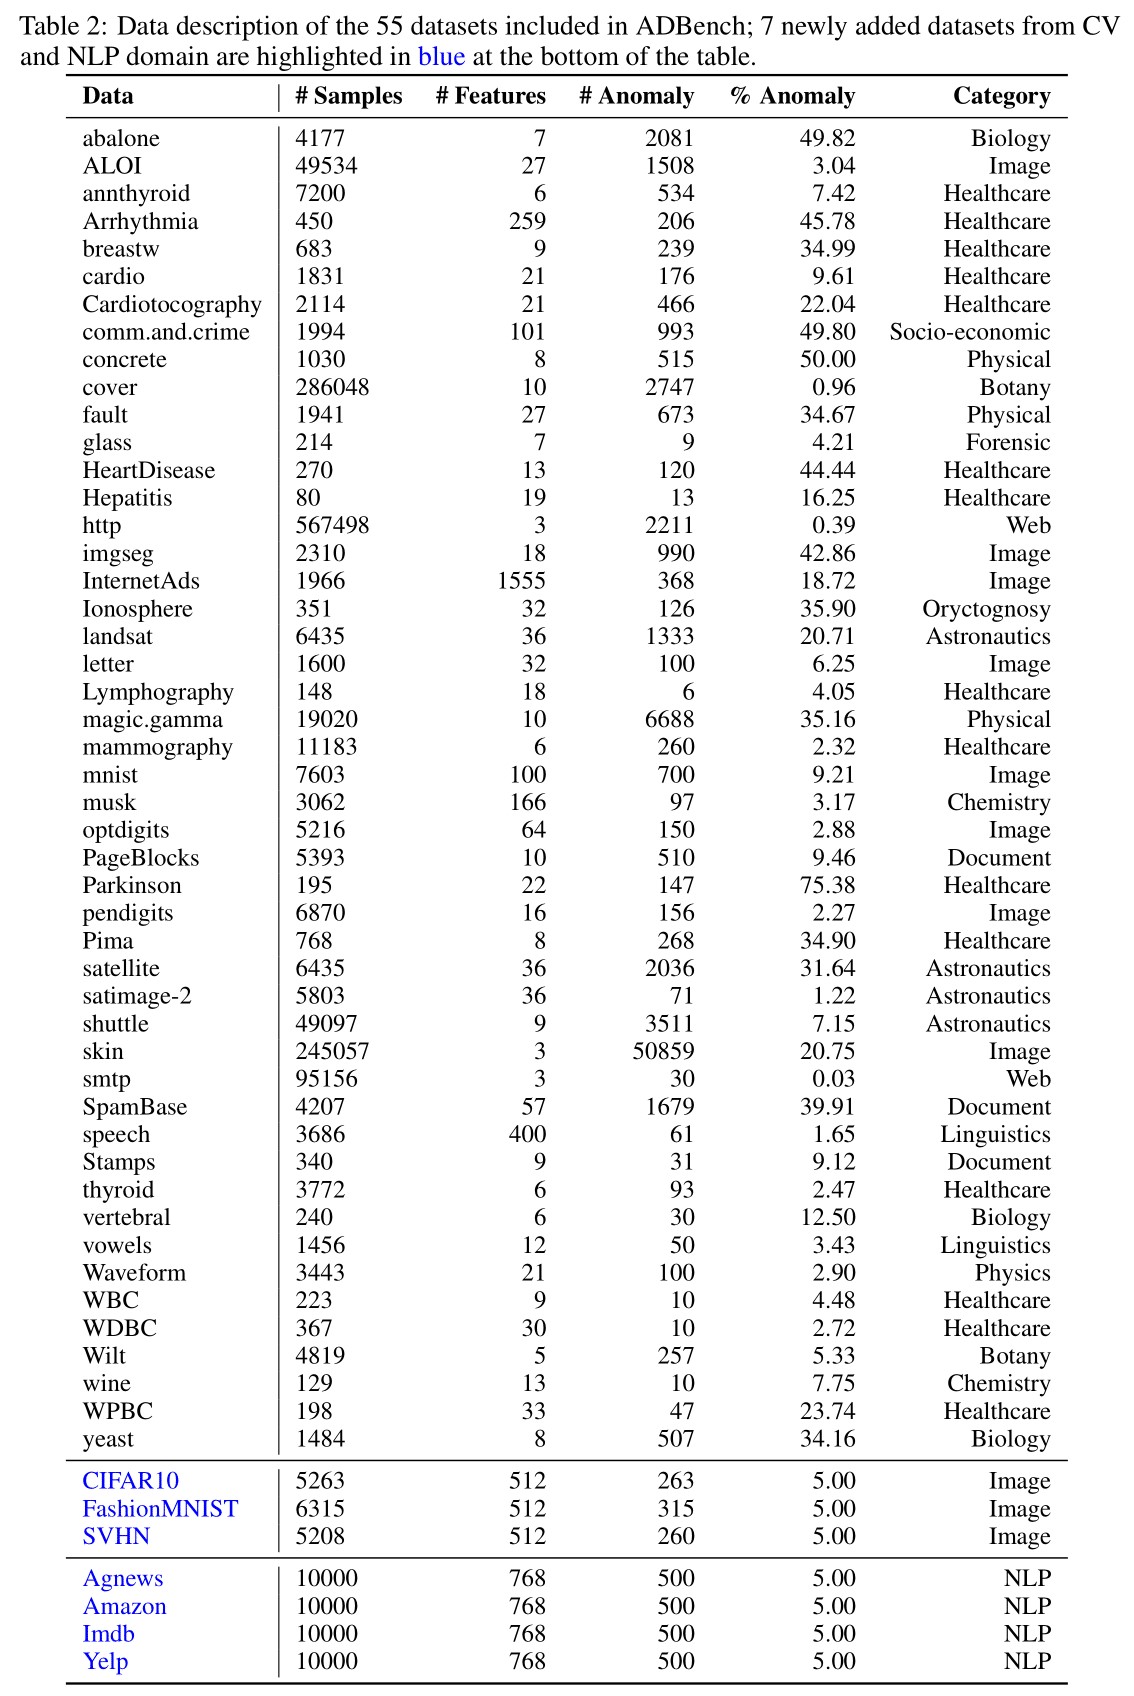 Table 2: Data description of the 55 datasets included in ADBench; 7 newly added datasets from CV
and NLP domain are highlighted in blue at the bottom of the table.
Data # Samples # Features # Anomaly % Anomaly Category
abalone 4177 7 2081 49.82 Biology
ALOI 49534 27 1508 3.04 Image
annthyroid 7200 6 534 7.42 Healthcare
Arrhythmia 450 259 206 45.78 Healthcare
breastw 683 9 239 34.99 Healthcare
cardio 1831 21 176 9.61 Healthcare
Cardiotocography 2114 21 466 22.04 Healthcare
comm.and.crime 1994 101 993 49.80 Socio-economic
concrete 1030 8 515 50.00 Physical
cover 286048 10 2747 0.96 Botany
fault 1941 27 673 34.67 Physical
glass 214 7 9 4.21 Forensic
HeartDisease 270 13 120 44.44 Healthcare
Hepatitis 80 19 13 16.25 Healthcare
http 567498 3 2211 0.39 Web
imgseg 2310 18 990 42.86 Image
InternetAds 1966 1555 368 18.72 Image
Ionosphere 351 32 126 35.90 Oryctognosy
landsat 6435 36 1333 20.71 Astronautics
letter 1600 32 100 6.25 Image
Lymphography 148 18 6 4.05 Healthcare
magic.gamma 19020 10 6688 35.16 Physical
mammography 11183 6 260 2.32 Healthcare
mnist 7603 100 700 9.21 Image
musk 3062 166 97 3.17 Chemistry
optdigits 5216 64 150 2.88 Image
PageBlocks 5393 10 510 9.46 Document
Parkinson 195 22 147 75.38 Healthcare
pendigits 6870 16 156 2.27 Image
Pima 768 8 268 34.90 Healthcare
satellite 6435 36 2036 31.64 Astronautics
satimage-2 5803 36 71 1.22 Astronautics
shuttle 49097 9 3511 7.15 Astronautics
skin 245057 3 50859 20.75 Image
smtp 95156 3 30 0.03 Web
SpamBase 4207 57 1679 39.91 Document
speech 3686 400 61 1.65 Linguistics
Stamps 340 9 31 9.12 Document
thyroid 3772 6 93 2.47 Healthcare
vertebral 240 6 30 12.50 Biology
vowels 1456 12 50 3.43 Linguistics
Waveform 3443 21 100 2.90 Physics
WBC 223 9 10 4.48 Healthcare
WDBC 367 30 10 2.72 Healthcare
Wilt 4819 5 257 5.33 Botany
wine 129 13 10 7.75 Chemistry
WPBC 198 33 47 23.74 Healthcare
yeast 1484 8 507 34.16 Biology
CIFAR10 5263 512 263 5.00 Image
FashionMNIST 6315 512 315 5.00 Image
SVHN 5208 512 260 5.00 Image
Agnews 10000 768 500 5.00 NLP
Amazon 10000 768 500 5.00 NLP
Imdb 10000 768 500 5.00 NLP
Yelp 10000 768 500 5.00 NLP